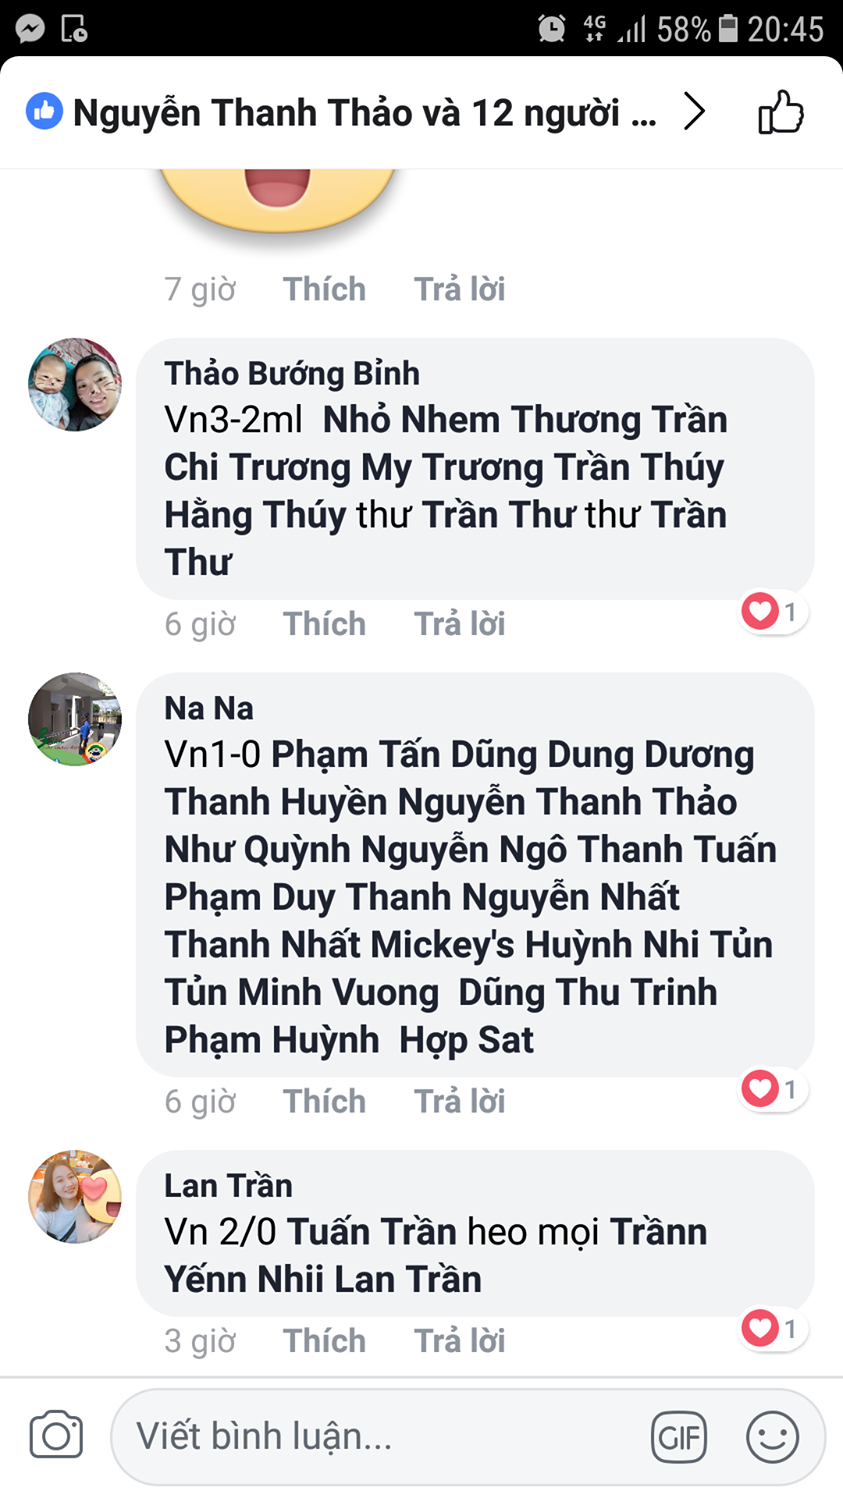 4G 58% 20:45
Nguyễn Thanh Thảo và 12 người ...
7 giờ Thích Trả lời
Thảo Bướng Bỉnh
Vn3-2ml Nhỏ Nhem Thương Trần
Chi Trương My Trương Trần Thúy
Hằng Thúy thư Trần Thư thư Trần
Thư
6 giờ Thích Trả lời 1
Na Na
Vn1-0 Phạm Tấn Dũng Dung Dương
Thanh Huyền Nguyễn Thanh Thảo
Như Quỳnh Nguyễn Ngô Thanh Tuấn
Phạm Duy Thanh Nguyễn Nhất
Thanh Nhất Mickey's Huỳnh Nhi Tủn
Tủn Minh Vuong Dũng Thu Trinh
Phạm Huỳnh Hợp Sat
6 giờ Thích Trả lời 1
Lan Trần
Vn 2/0 Tuấn Trần heo mọi Trầnn
Yếnn Nhii Lan Trần
3 giờ Thích Trả lời 1
Viết bình luận... GIF